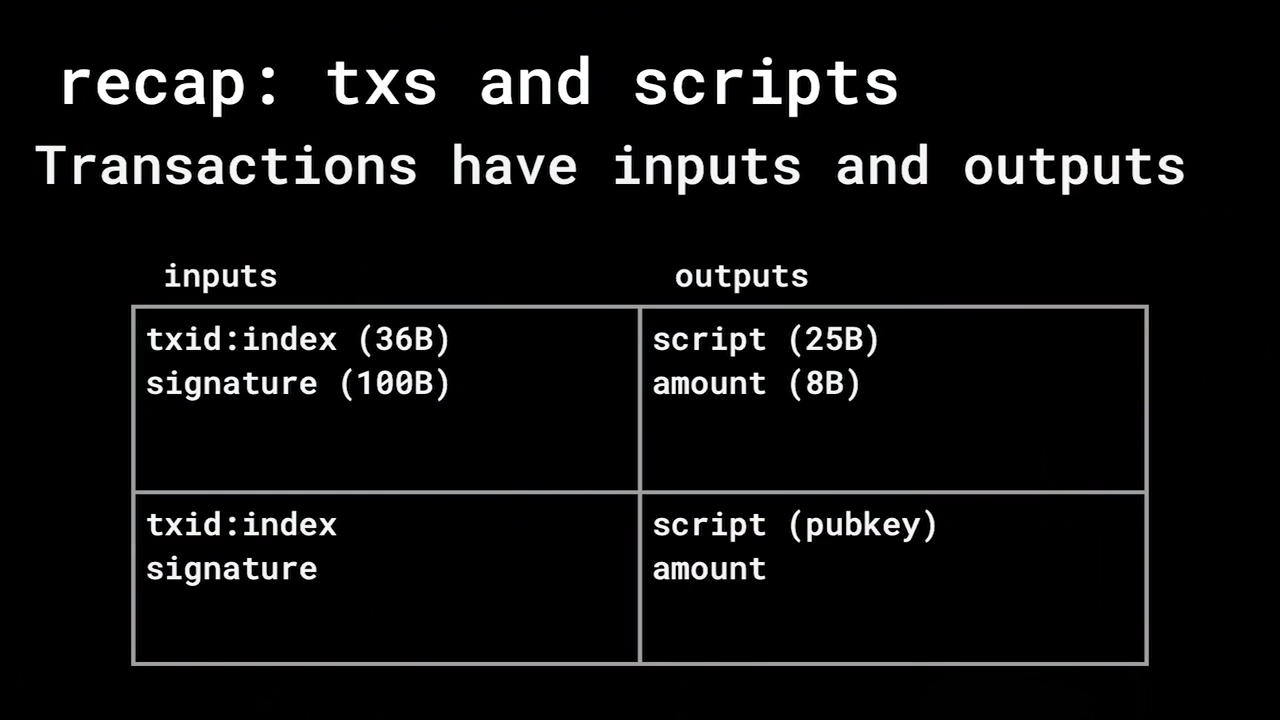 recap: txs and scripts
Transactions have inputs and outputs
inputs
outputs
txid:index (36B)
signature (100B)
script (25B)
amount (8B)
txid:index
signature
script (pubkey)
amount